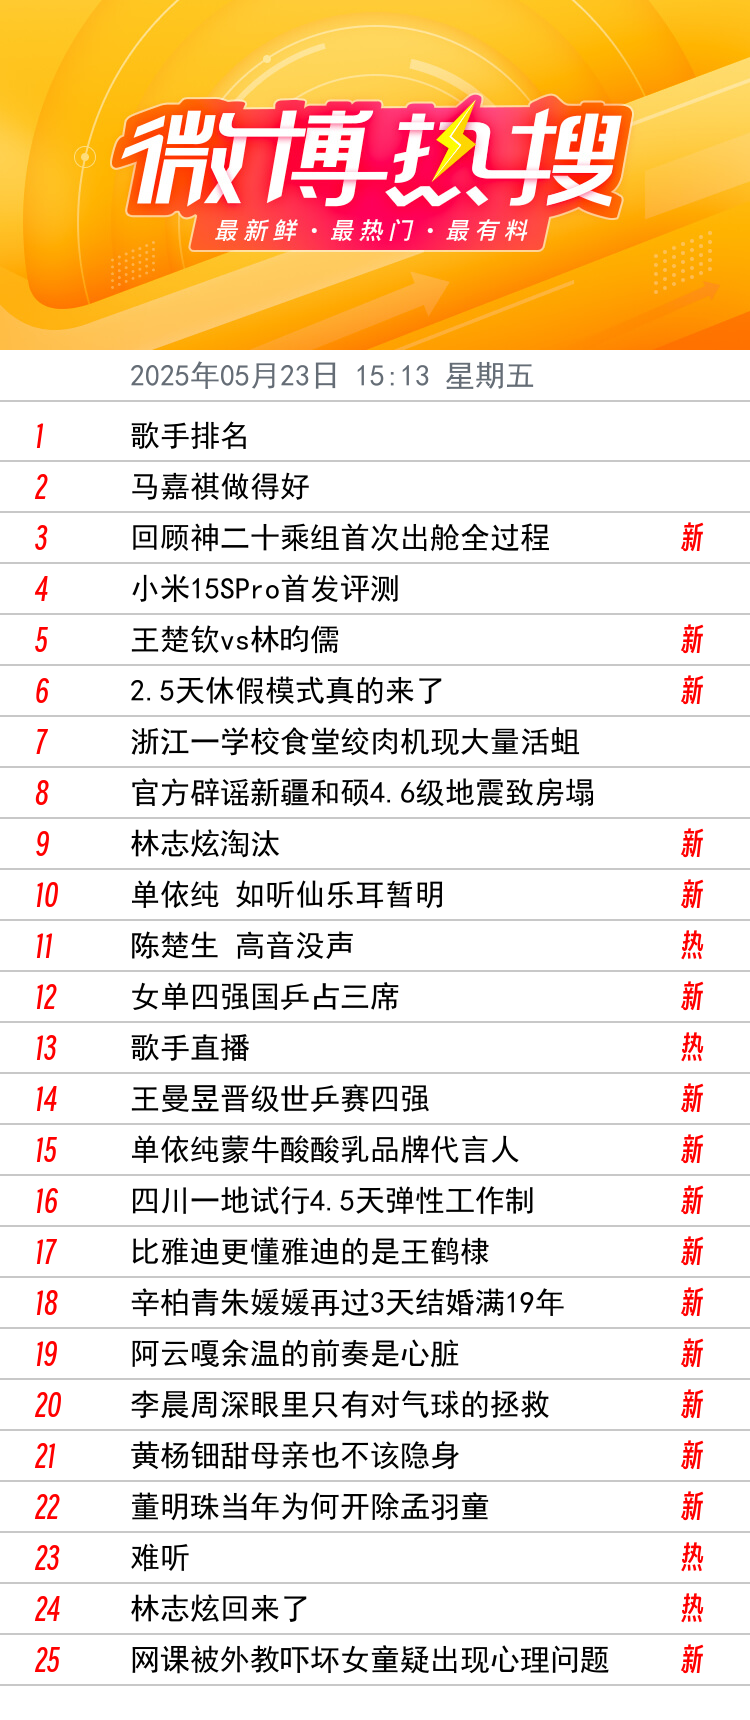 微博热搜
最新鲜·最热门·最有料
2025年05月23日 15:13 星期五
1 歌手排名
2 马嘉祺做得好
3 回顾神二十乘组首次出舱全过程 新
4 小米15SPro首发评测
5 王楚钦vs林昀儒 新
6 2.5天休假模式真的来了 新
7 浙江一学校食堂绞肉机现大量活蛆
8 官方辟谣新疆和硕4.6级地震致房塌
9 林志炫淘汰 新
10 单依纯 如听仙乐耳暂明 新
11 陈楚生 高音没声 热
12 女单四强国乒占三席 新
13 歌手直播 热
14 王曼昱晋级世乒赛四强 新
15 单依纯蒙牛酸酸乳品牌代言人 新
16 四川一地试行4.5天弹性工作制 新
17 比雅迪更懂雅迪的是王鹤棣 新
18 辛柏青朱媛媛再过3天结婚满19年 新
19 阿云嘎余温的前奏是心脏 新
20 李晨周深眼里只有对气球的拯救 新
21 黄杨钿甜母亲也不该隐身 新
22 董明珠当年为何开除孟羽童 新
23 难听 热
24 林志炫回来了 热
25 网课被外教吓坏女童疑出现心理问题 新